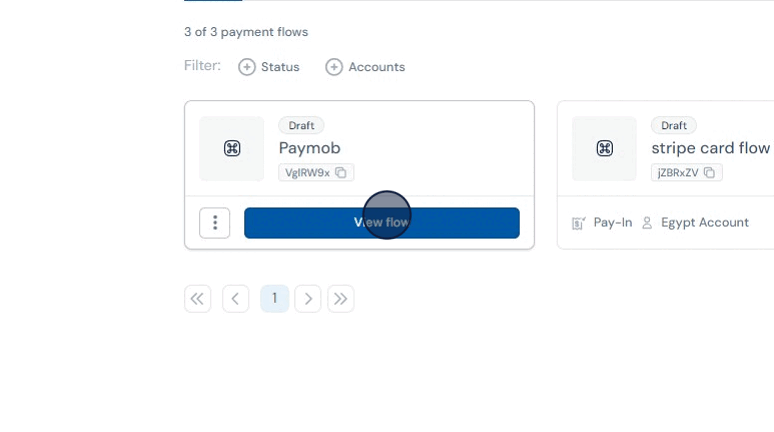 3 of 3 payment flows
Filter: Status Accounts
Draft
Paymob
VglRW9x
View flow
Draft
stripe card flow
jZBRxZV
Pay-In Egypt Account
1